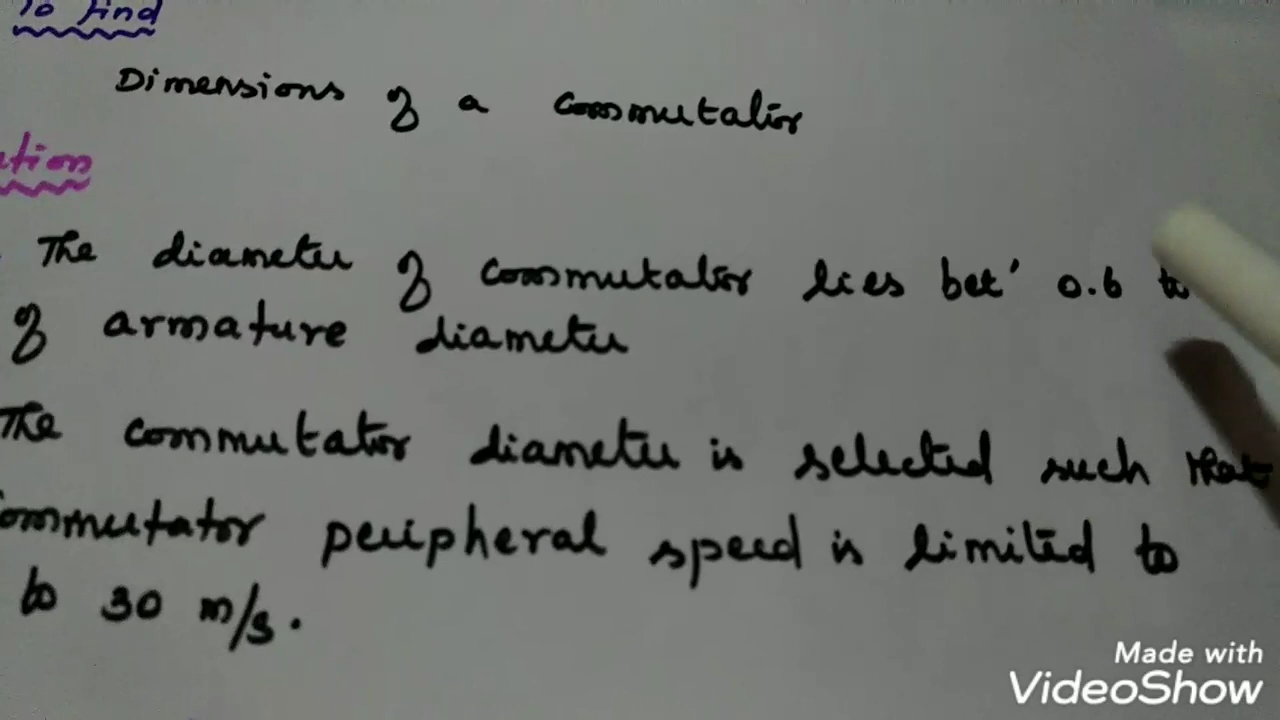 To find
Dimensions of a commutator
ation
The diameter of commutator lies bet' 0.6 to
of armature diameter
The commutator diameter is selected such that
commutator peripheral speed is limited to
to 30 m/s.
Made with
VideoShow